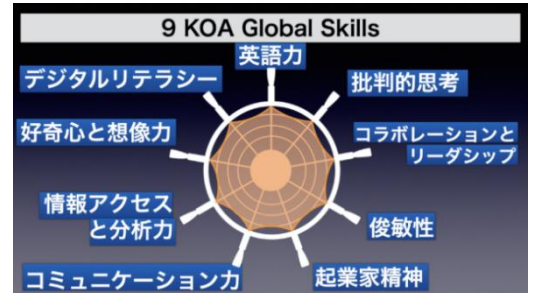 9 KOA Global Skills
英語力
批判的思考
コラボレーションと
リーダシップ
俊敏性
起業家精神
コミュニケーション力
情報アクセス
と分析力
好奇心と想像力
デジタルリテラシー